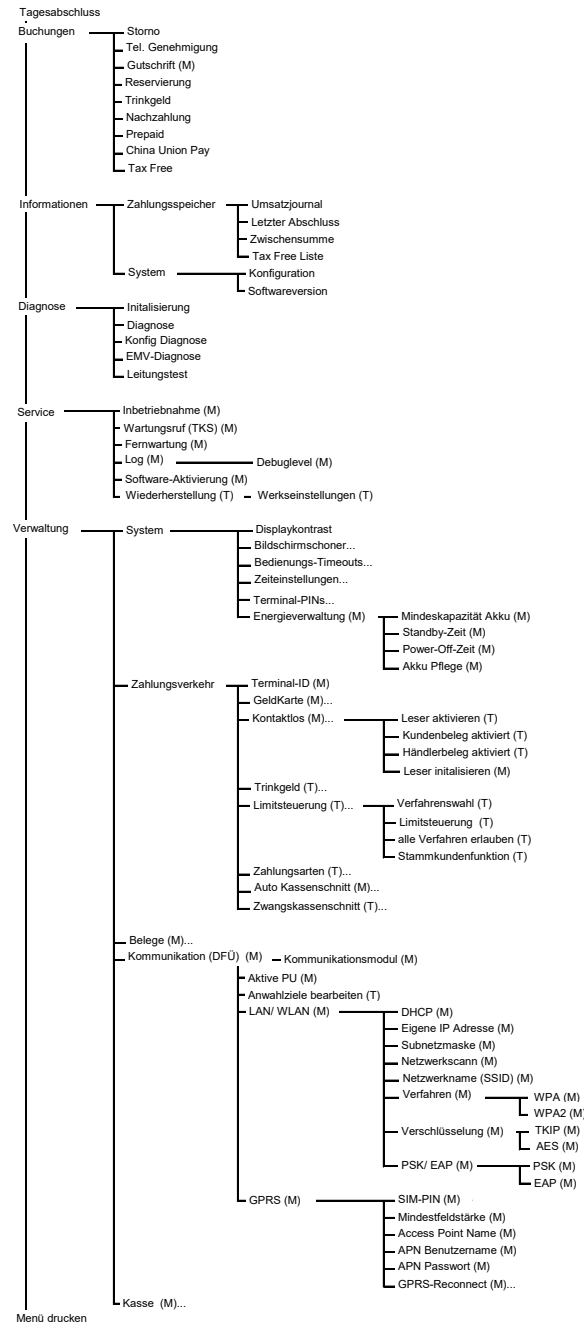 Tagesabschluss
Buchungen Storno
Tel. Genehmigung
Gutschrift (M)
Reservierung
Trinkgeld
Nachzahlung
Prepaid
China Union Pay
Tax Free
Informationen Zahlungsspeicher Umsatzjournal
Letzter Abschluss
Zwischensumme
Tax Free Liste
System Konfiguration
Softwareversion
Diagnose Initalisierung
Diagnose
Konfig Diagnose
EMV-Diagnose
Leitungstest
Service Inbetriebnahme (M)
Wartungsruf (TKS) (M)
Fernwartung (M)
Log (M) Debuglevel (M)
Software-Aktivierung (M)
Wiederherstellung (T) Werkseinstellungen (T)
Verwaltung System Displaykontrast
Bildschirmschoner...
Bedienungs-Timeouts...
Zeiteinstellungen...
Terminal-PINs...
Energieverwaltung (M) Mindeskapazität Akku (M)
Standby-Zeit (M)
Power-Off-Zeit (M)
Akku Pflege (M)
Zahlungsverkehr Terminal-ID (M)
GeldKarte (M)...
Kontaktlos (M)... Leser aktivieren (T)
Kundenbeleg aktiviert (T)
Händlerbeleg aktiviert (T)
Leser initalisieren (M)
Trinkgeld (T)...
Limitsteuerung (T)... Verfahrenswahl (T)
Limitsteuerung (T)
alle Verfahren erlauben (T)
Stammkundenfunktion (T)
Zahlungsarten (T)...
Auto Kassenschnitt (M)...
Zwangskassenschnitt (T)...
Belege (M)...
Kommunikation (DFÜ) (M) Kommunikationsmodul (M)
Aktive PU (M)
Anwahlziele bearbeiten (T)
LAN/ WLAN (M) DHCP (M)
Eigene IP Adresse (M)
Subnetzmaske (M)
Netzwerkscann (M)
Netzwerkname (SSID) (M)
Verfahren (M) WPA (M)
WPA2 (M)
Verschlüsselung (M) TKIP (M)
AES (M)
PSK/ EAP (M) PSK (M)
EAP (M)
GPRS (M) SIM-PIN (M)
Mindestfeldstärke (M)
Access Point Name (M)
APN Benutzername (M)
APN Passwort (M)
GPRS-Reconnect (M)...
Kasse (M)...
Menü drucken